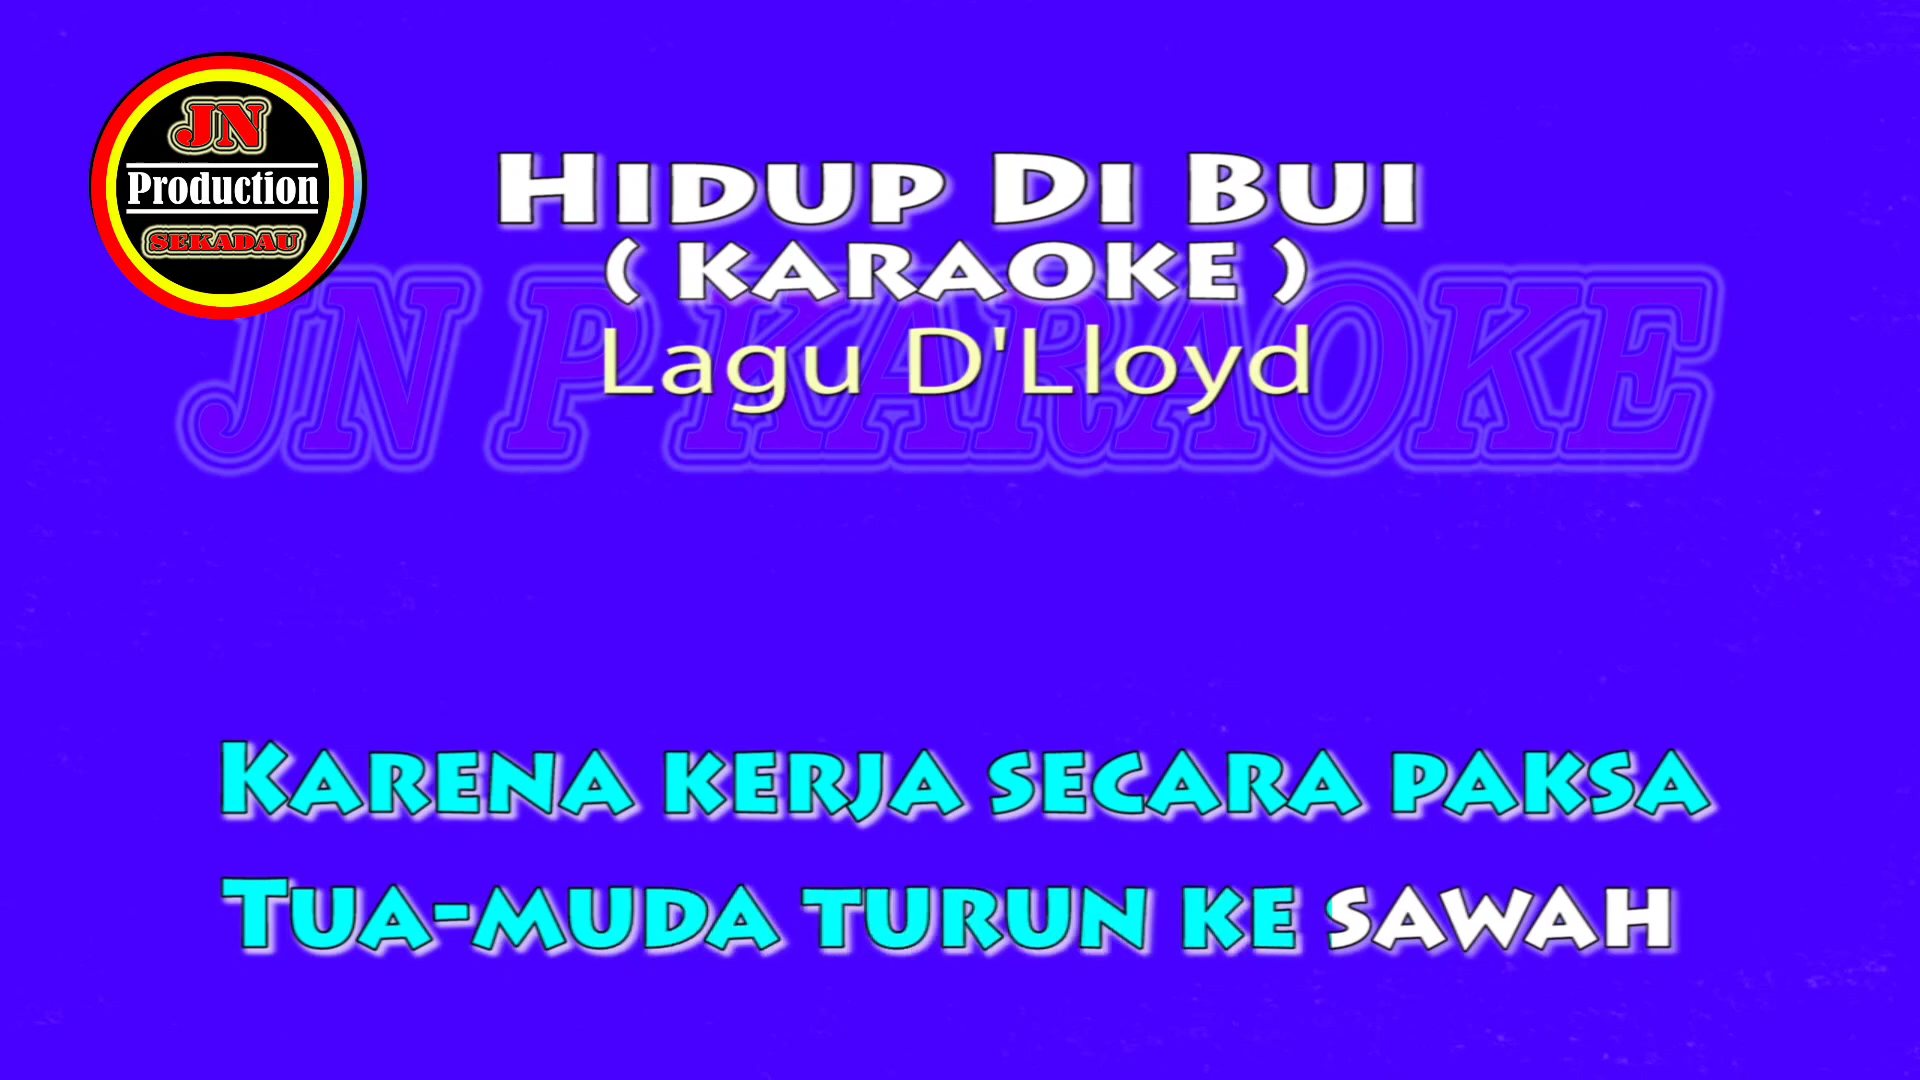 JN
Production
SEKADAU
HIDUP DI BUI
( KARAOKE )
Lagu D'Lloyd
JN P KARAOKE
KARENA KERJA SECARA PAKSA
TUA-MUDA TURUN KE SAWAH